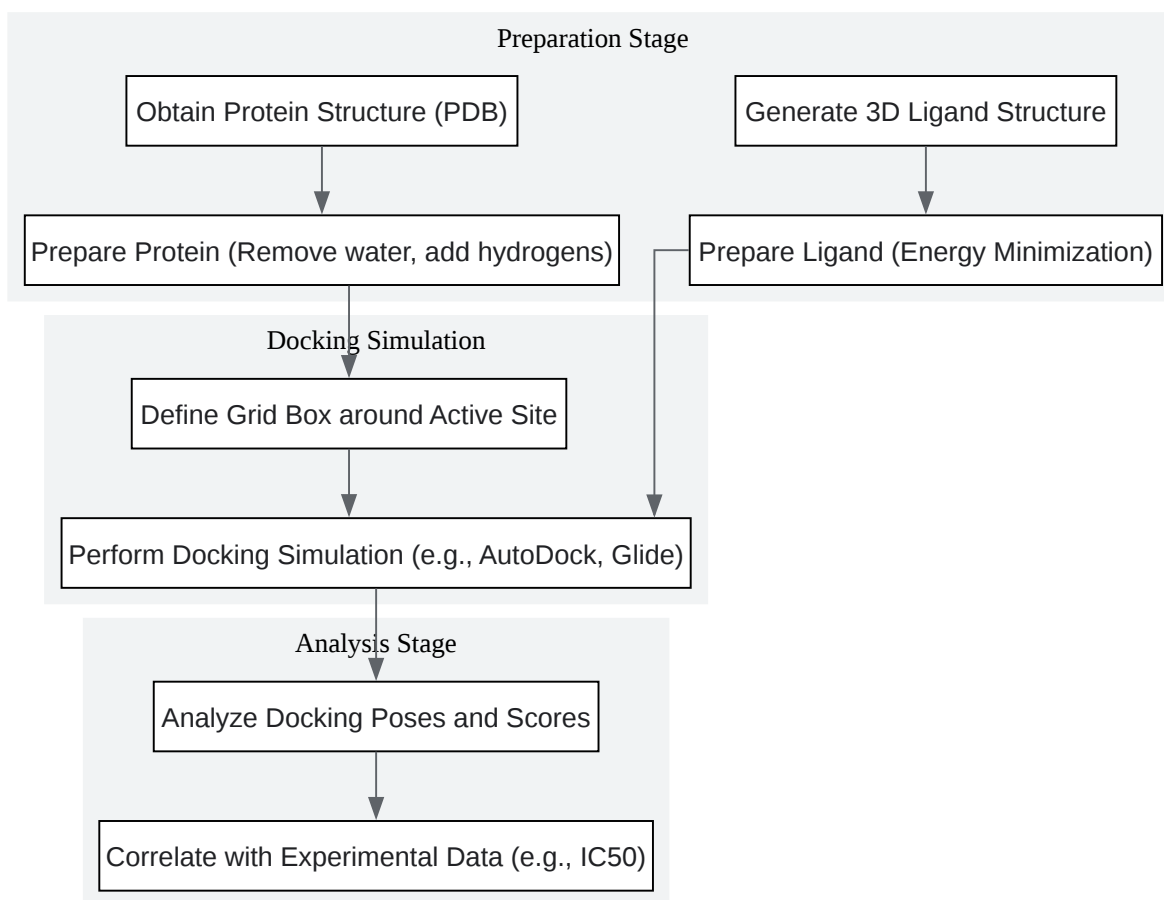 Preparation Stage
Obtain Protein Structure (PDB)
Generate 3D Ligand Structure
Prepare Protein (Remove water, add hydrogens)
Prepare Ligand (Energy Minimization)
Docking Simulation
Define Grid Box around Active Site
Perform Docking Simulation (e.g., AutoDock, Glide)
Analysis Stage
Analyze Docking Poses and Scores
Correlate with Experimental Data (e.g., IC50)